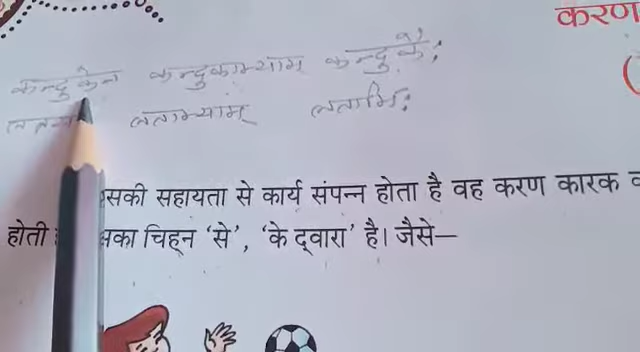 करण
कन्दुकेन कन्दुकाभ्याम् कन्दुकैः
लताभ्याम् लताभिः
सकी सहायता से कार्य संपन्न होता है वह करण कारक
होती सका चिह्न ‘से’, ‘के द्वारा’ है। जैसे—